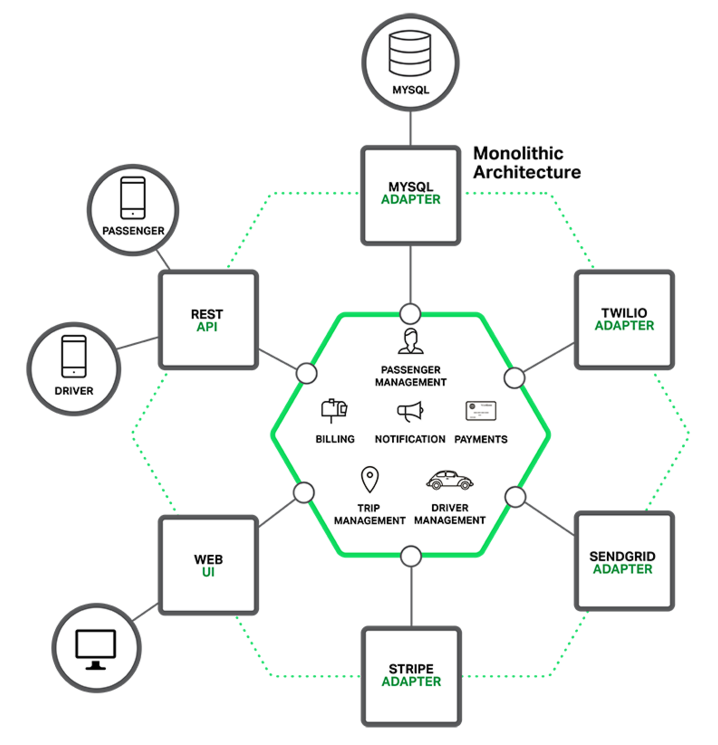 MYSQL
Monolithic
Architecture
MYSQL
ADAPTER
PASSENGER
REST
API
TWILIO
ADAPTER
DRIVER
PASSENGER
MANAGEMENT
BILLING
NOTIFICATION
PAYMENTS
TRIP
MANAGEMENT
DRIVER
MANAGEMENT
WEB
UI
SENDGRID
ADAPTER
STRIPE
ADAPTER